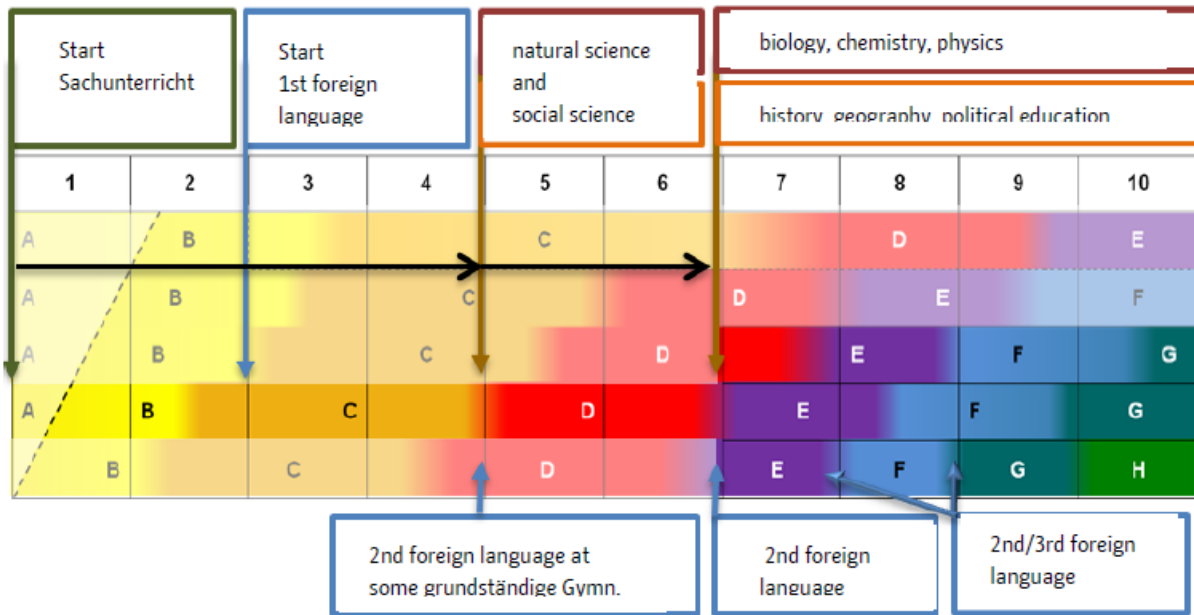 Start
Sachunterricht
Start
1st foreign
language
natural science
and
social science
biology, chemistry, physics
history, geography, political education
1 2 3 4 5 6 7 8 9 10
A B C D E
A B C D E F
A B C D E F G
A B C D E F G
B C D E F G H
2nd foreign language at
some grundständige Gymn.
2nd foreign
language
2nd/3rd foreign
language